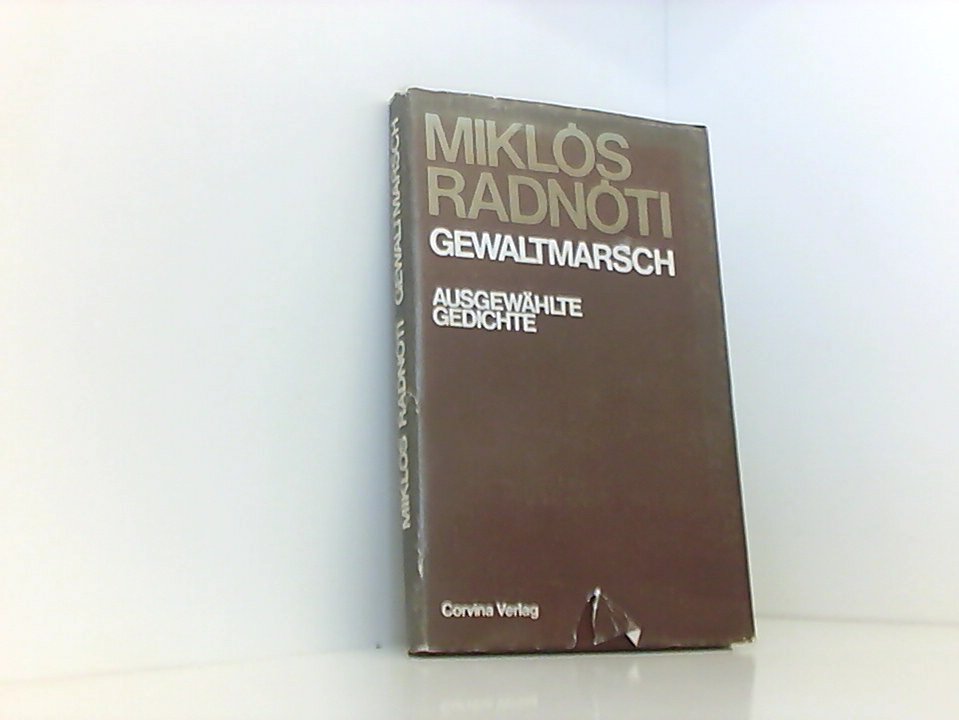 MIKLÓS
RADNÓTI
GEWALTMARSCH
AUSGEWÄHLTE
GEDICHTE
Corvina Verlag
MIKLÓS RADNÓTI GEWALTMARSCH